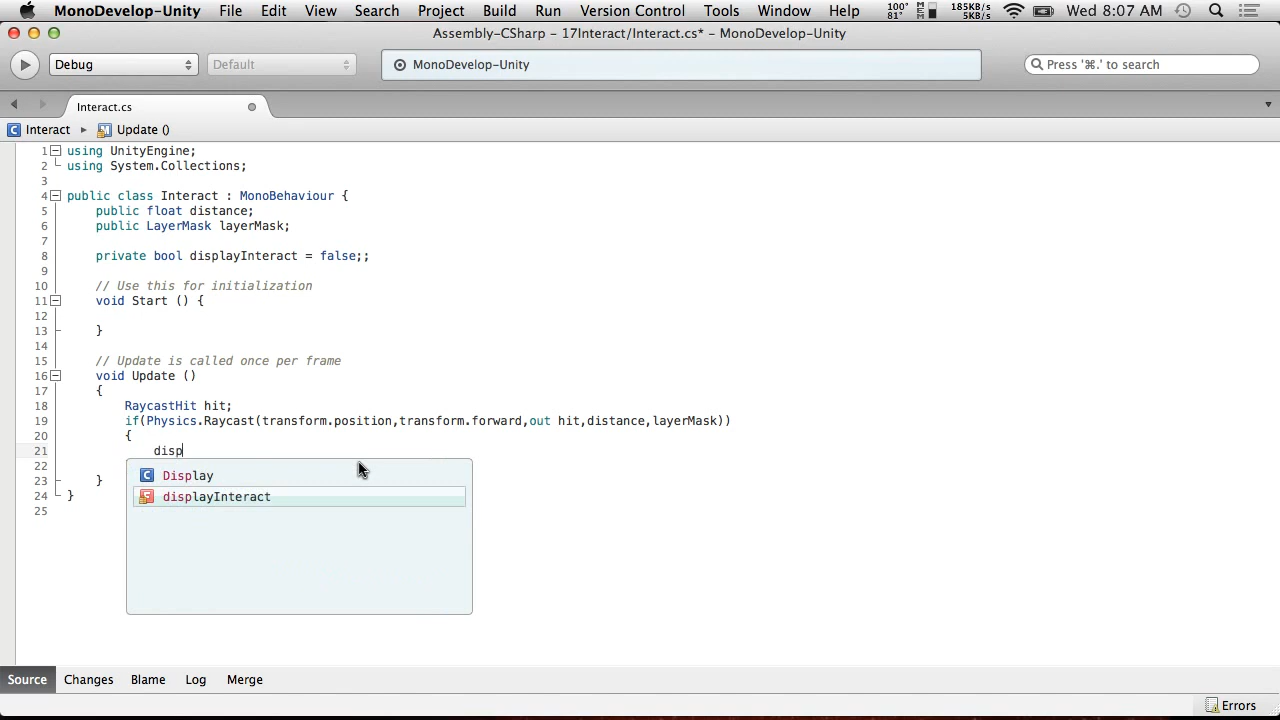 MonoDevelop-Unity File Edit View Search Project Build Run Version Control Tools Window Help 100° 81° M E M 185KB/s 5KB/s Wed 8:07 AM
Assembly-CSharp – 17Interact/Interact.cs* – MonoDevelop-Unity
Debug Default MonoDevelop-Unity Press '⌘.' to search
Interact.cs
C Interact M Update ()
1 using UnityEngine;
2 using System.Collections;
3
4 public class Interact : MonoBehaviour {
5 public float distance;
6 public LayerMask layerMask;
7
8 private bool displayInteract = false;;
9
10 // Use this for initialization
11 void Start () {
12
13 }
14
15 // Update is called once per frame
16 void Update ()
17 {
18 RaycastHit hit;
19 if(Physics.Raycast(transform.position,transform.forward,out hit,distance,layerMask))
20 {
21 disp
22
C Display
23 }
F displayInteract
24 }
25
Source Changes Blame Log Merge
Errors